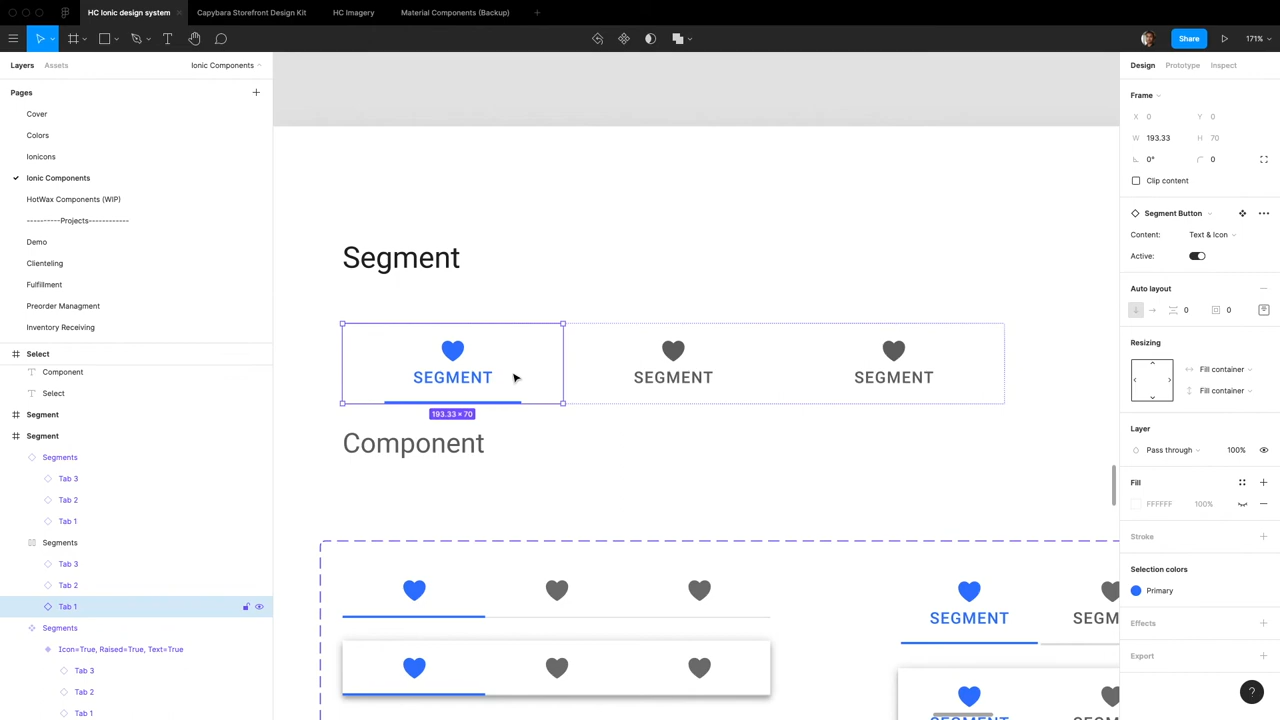 HC Ionic design system
Capybara Storefront Design Kit
HC Imagery
Material Components (Backup)
Share
171%
Layers
Assets
Ionic Components
Pages
Cover
Colors
Ionicons
Ionic Components
HotWax Components (WIP)
----------Projects------------
Demo
Clienteling
Fulfillment
Preorder Managment
Inventory Receiving
Select
Component
Select
Segment
Segment
Segments
Tab 3
Tab 2
Tab 1
Segments
Tab 3
Tab 2
Tab 1
Segments
Icon=True, Raised=True, Text=True
Tab 3
Tab 2
Tab 1
Segment
SEGMENT
SEGMENT
SEGMENT
193.33 × 70
Component
SEGMENT
SEGM
Design
Prototype
Inspect
Frame
X 0
Y 0
W 193.33
H 70
0°
0
Clip content
Segment Button
Content: Text & Icon
Active:
Auto layout
0
0
Resizing
Fill container
Fill container
Layer
Pass through
100%
Fill
FFFFFF
100%
Stroke
Selection colors
Primary
Effects
Export
?